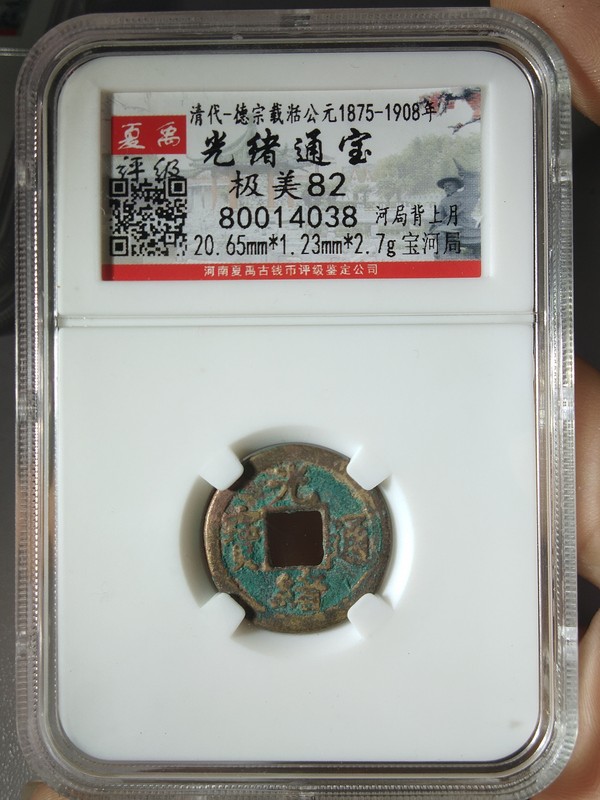 清代-德宗载湉公元1875-1908年
夏禹
评级
光绪通宝
极美82
80014038 河局背上月
20.65mm*1.23mm*2.7g 宝河局
河南夏禹古钱币评级鉴定公司
光
寶 通
緒